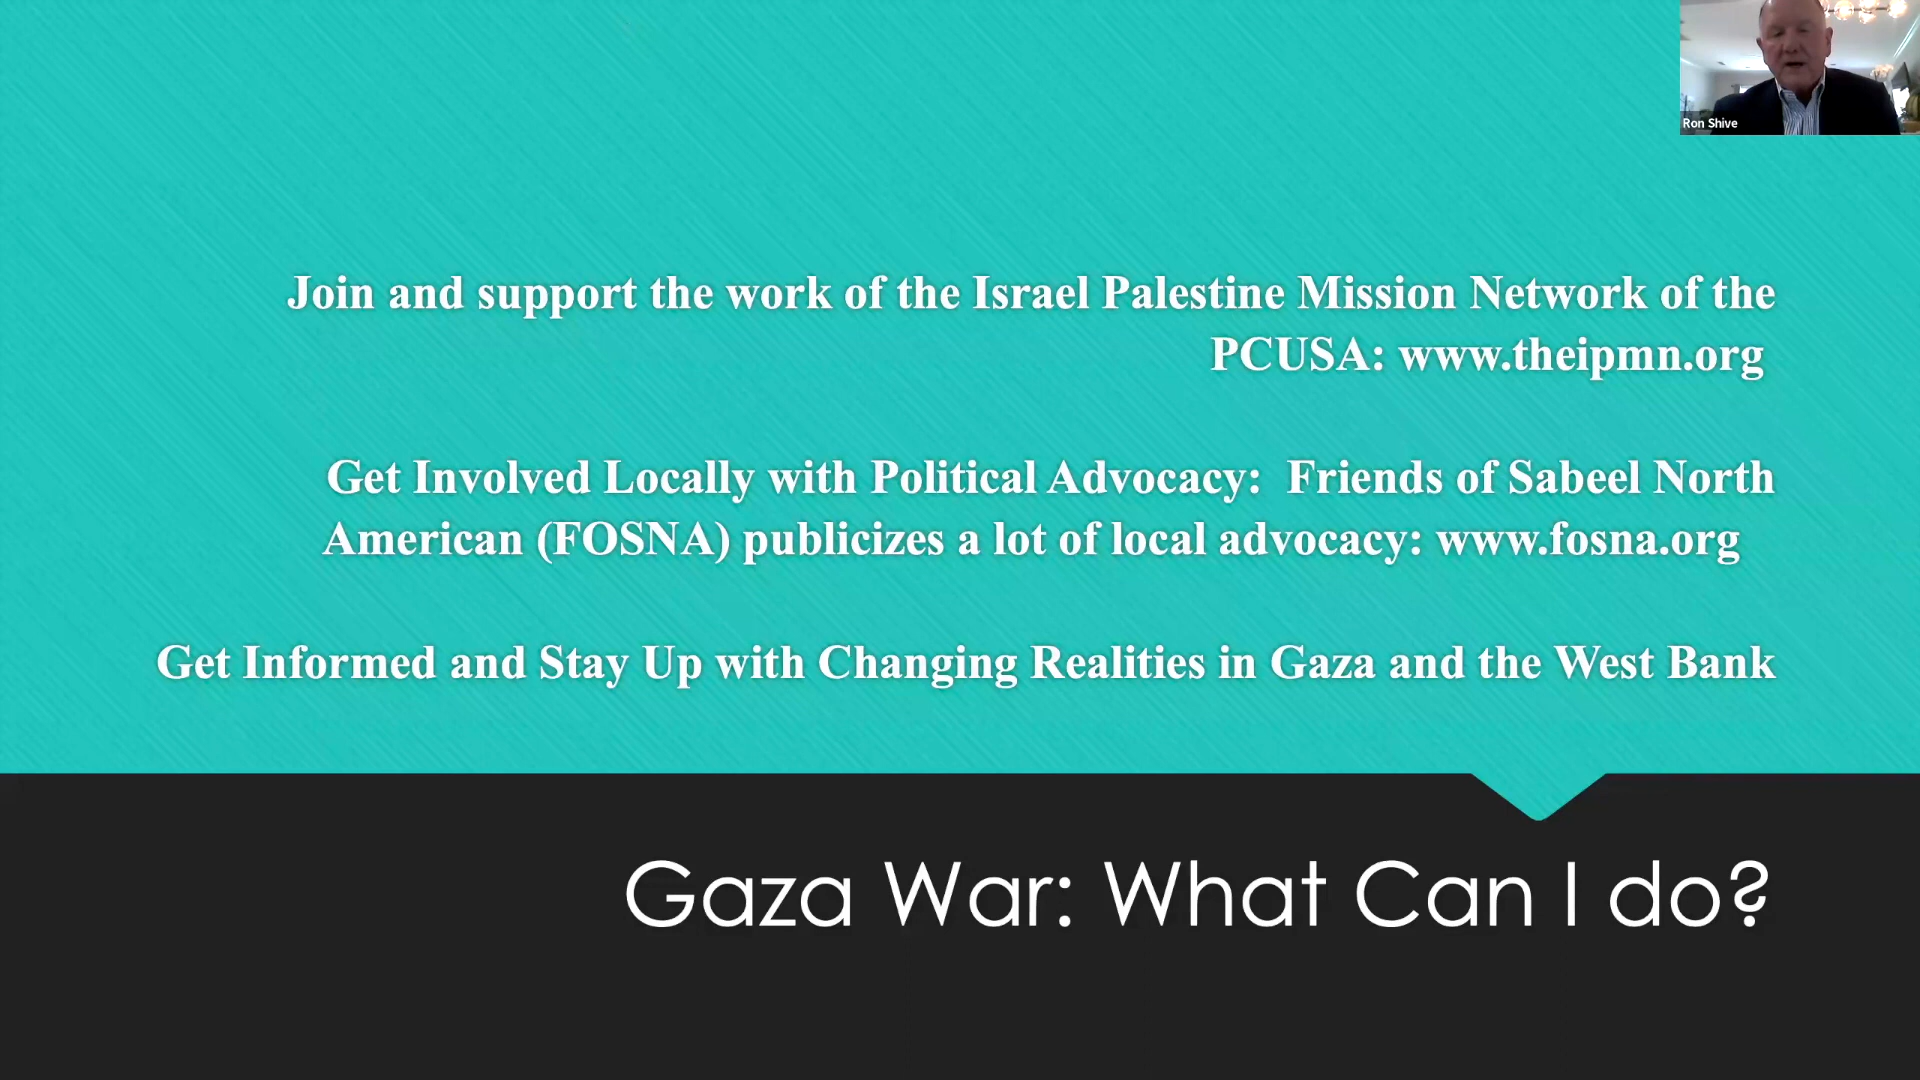 Ron Shive
Join and support the work of the Israel Palestine Mission Network of the
PCUSA: www.theipmn.org
Get Involved Locally with Political Advocacy:  Friends of Sabeel North
American (FOSNA) publicizes a lot of local advocacy: www.fosna.org
Get Informed and Stay Up with Changing Realities in Gaza and the West Bank
Gaza War: What Can I do?